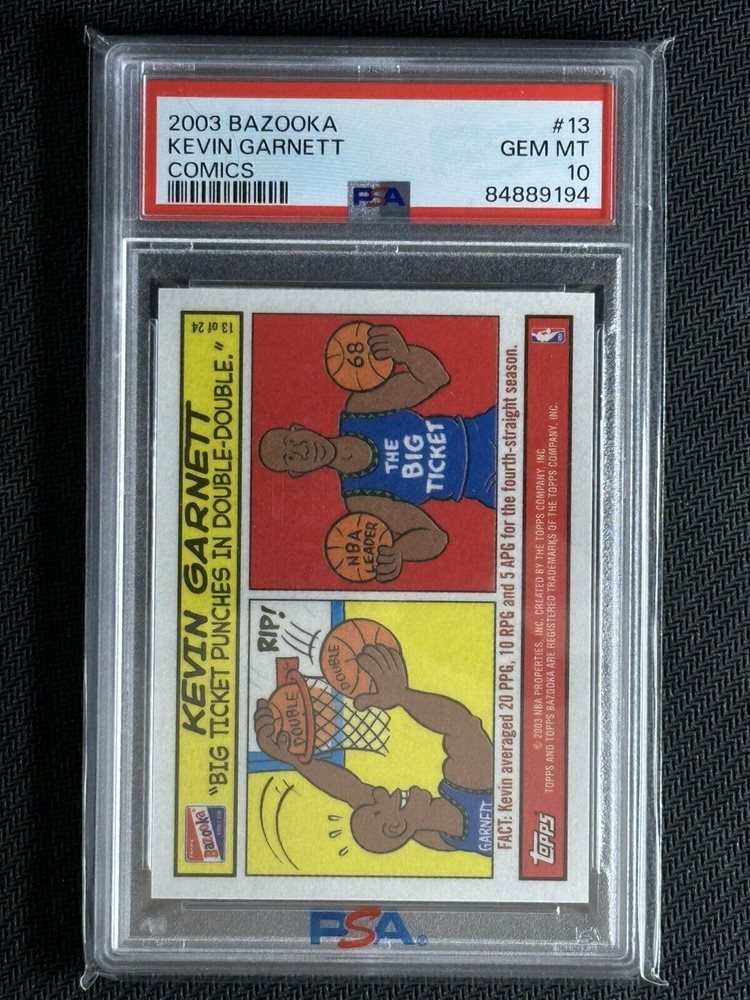 2003 BAZOOKA #13
KEVIN GARNETT GEM MT
COMICS 10
PSA 84889194
TOPPS
Bazooka
KEVIN GARNETT
13 of 24
"BIG TICKET PUNCHES IN DOUBLE-DOUBLE."
RIP!
DOUBLE
DOUBLE
GARNETT
NBA
LEADER
THE
BIG
TICKET
68
FACT: Kevin averaged 20 PPG, 10 RPG and 5 APG for the fourth-straight season.
topps
© 2003 NBA PROPERTIES, INC. CREATED BY THE TOPPS COMPANY, INC.
TOPPS AND TOPPS BAZOOKA ARE REGISTERED TRADEMARKS OF THE TOPPS COMPANY, INC.
PSA®